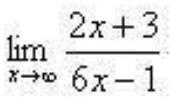 lim x→∞ (2x+3)/(6x−1)